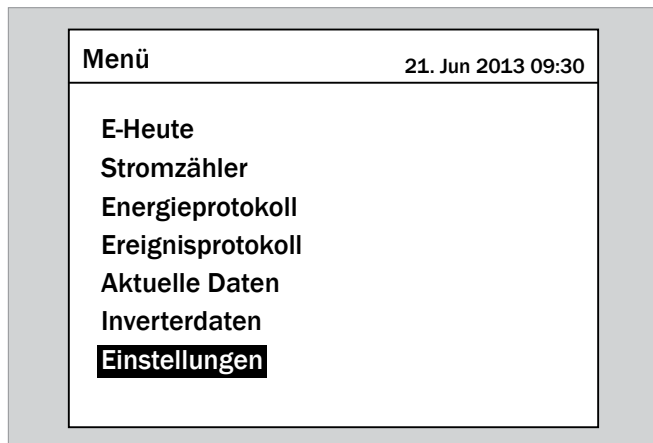 Menü
21. Jun 2013 09:30
E-Heute
Stromzähler
Energieprotokoll
Ereignisprotokoll
Aktuelle Daten
Inverterdaten
Einstellungen